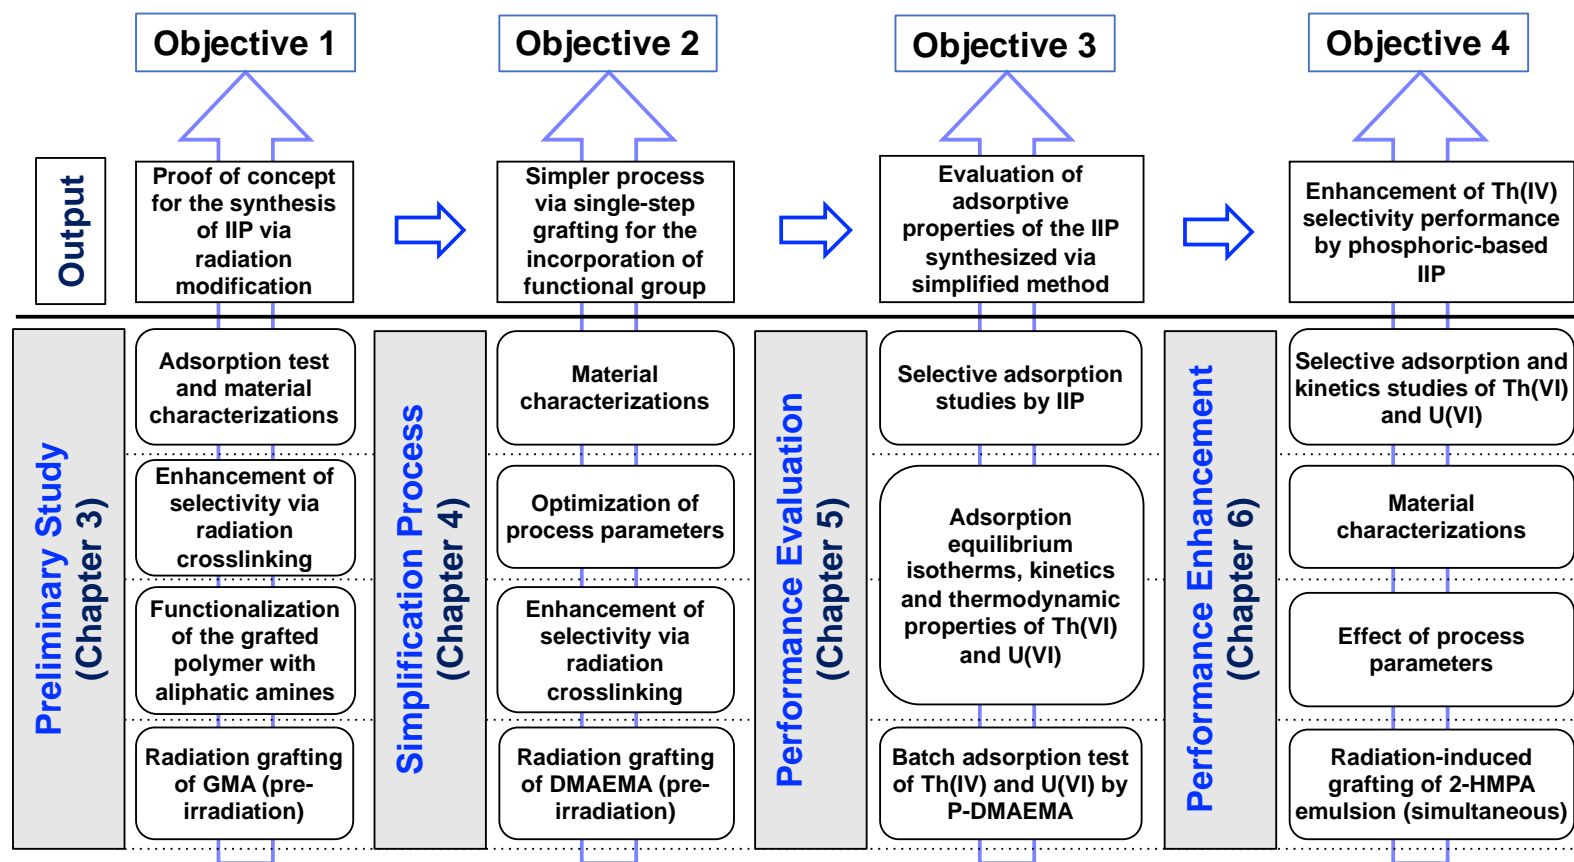 Objective 1
Objective 2
Objective 3
Objective 4
Output
Proof of concept
for the synthesis
of IIP via
radiation
modification
Simpler process
via single-step
grafting for the
incorporation of
functional group
Evaluation of
adsorptive
properties of the IIP
synthesized via
simplified method
Enhancement of Th(IV)
selectivity performance
by phosphoric-based
IIP
Preliminary Study
(Chapter 3)
Adsorption test
and material
characterizations
Enhancement of
selectivity via
radiation
crosslinking
Functionalization
of the grafted
polymer with
aliphatic amines
Radiation grafting
of GMA (pre-
irradiation)
Simplification Process
(Chapter 4)
Material
characterizations
Optimization of
process parameters
Enhancement of
selectivity via
radiation
crosslinking
Radiation grafting
of DMAEMA (pre-
irradiation)
Performance Evaluation
(Chapter 5)
Selective adsorption
studies by IIP
Adsorption
equilibrium
isotherms, kinetics
and thermodynamic
properties of Th(VI)
and U(VI)
Batch adsorption test
of Th(IV) and U(VI) by
P-DMAEMA
Performance Enhancement
(Chapter 6)
Selective adsorption and
kinetics studies of Th(VI)
and U(VI)
Material
characterizations
Effect of process
parameters
Radiation-induced
grafting of 2-HMPA
emulsion (simultaneous)